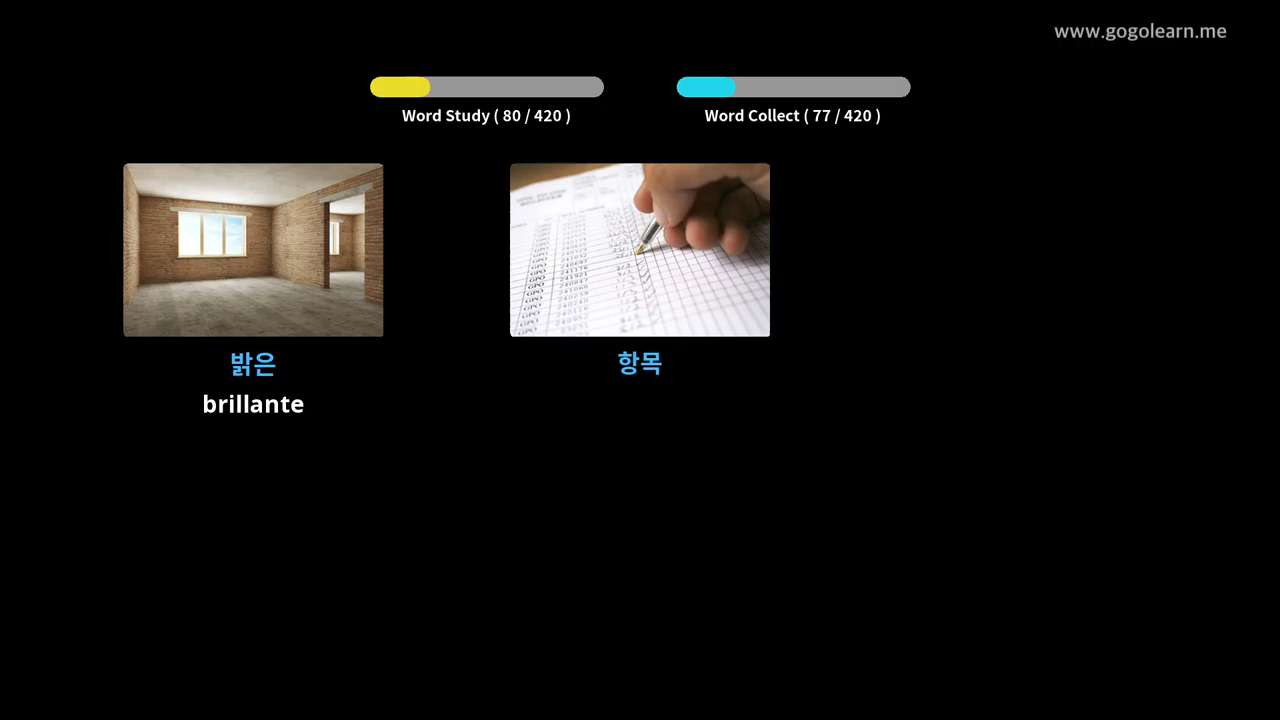 www.gogolearn.me
Word Study ( 80 / 420 )
Word Collect ( 77 / 420 )
밝은
brillante
항목